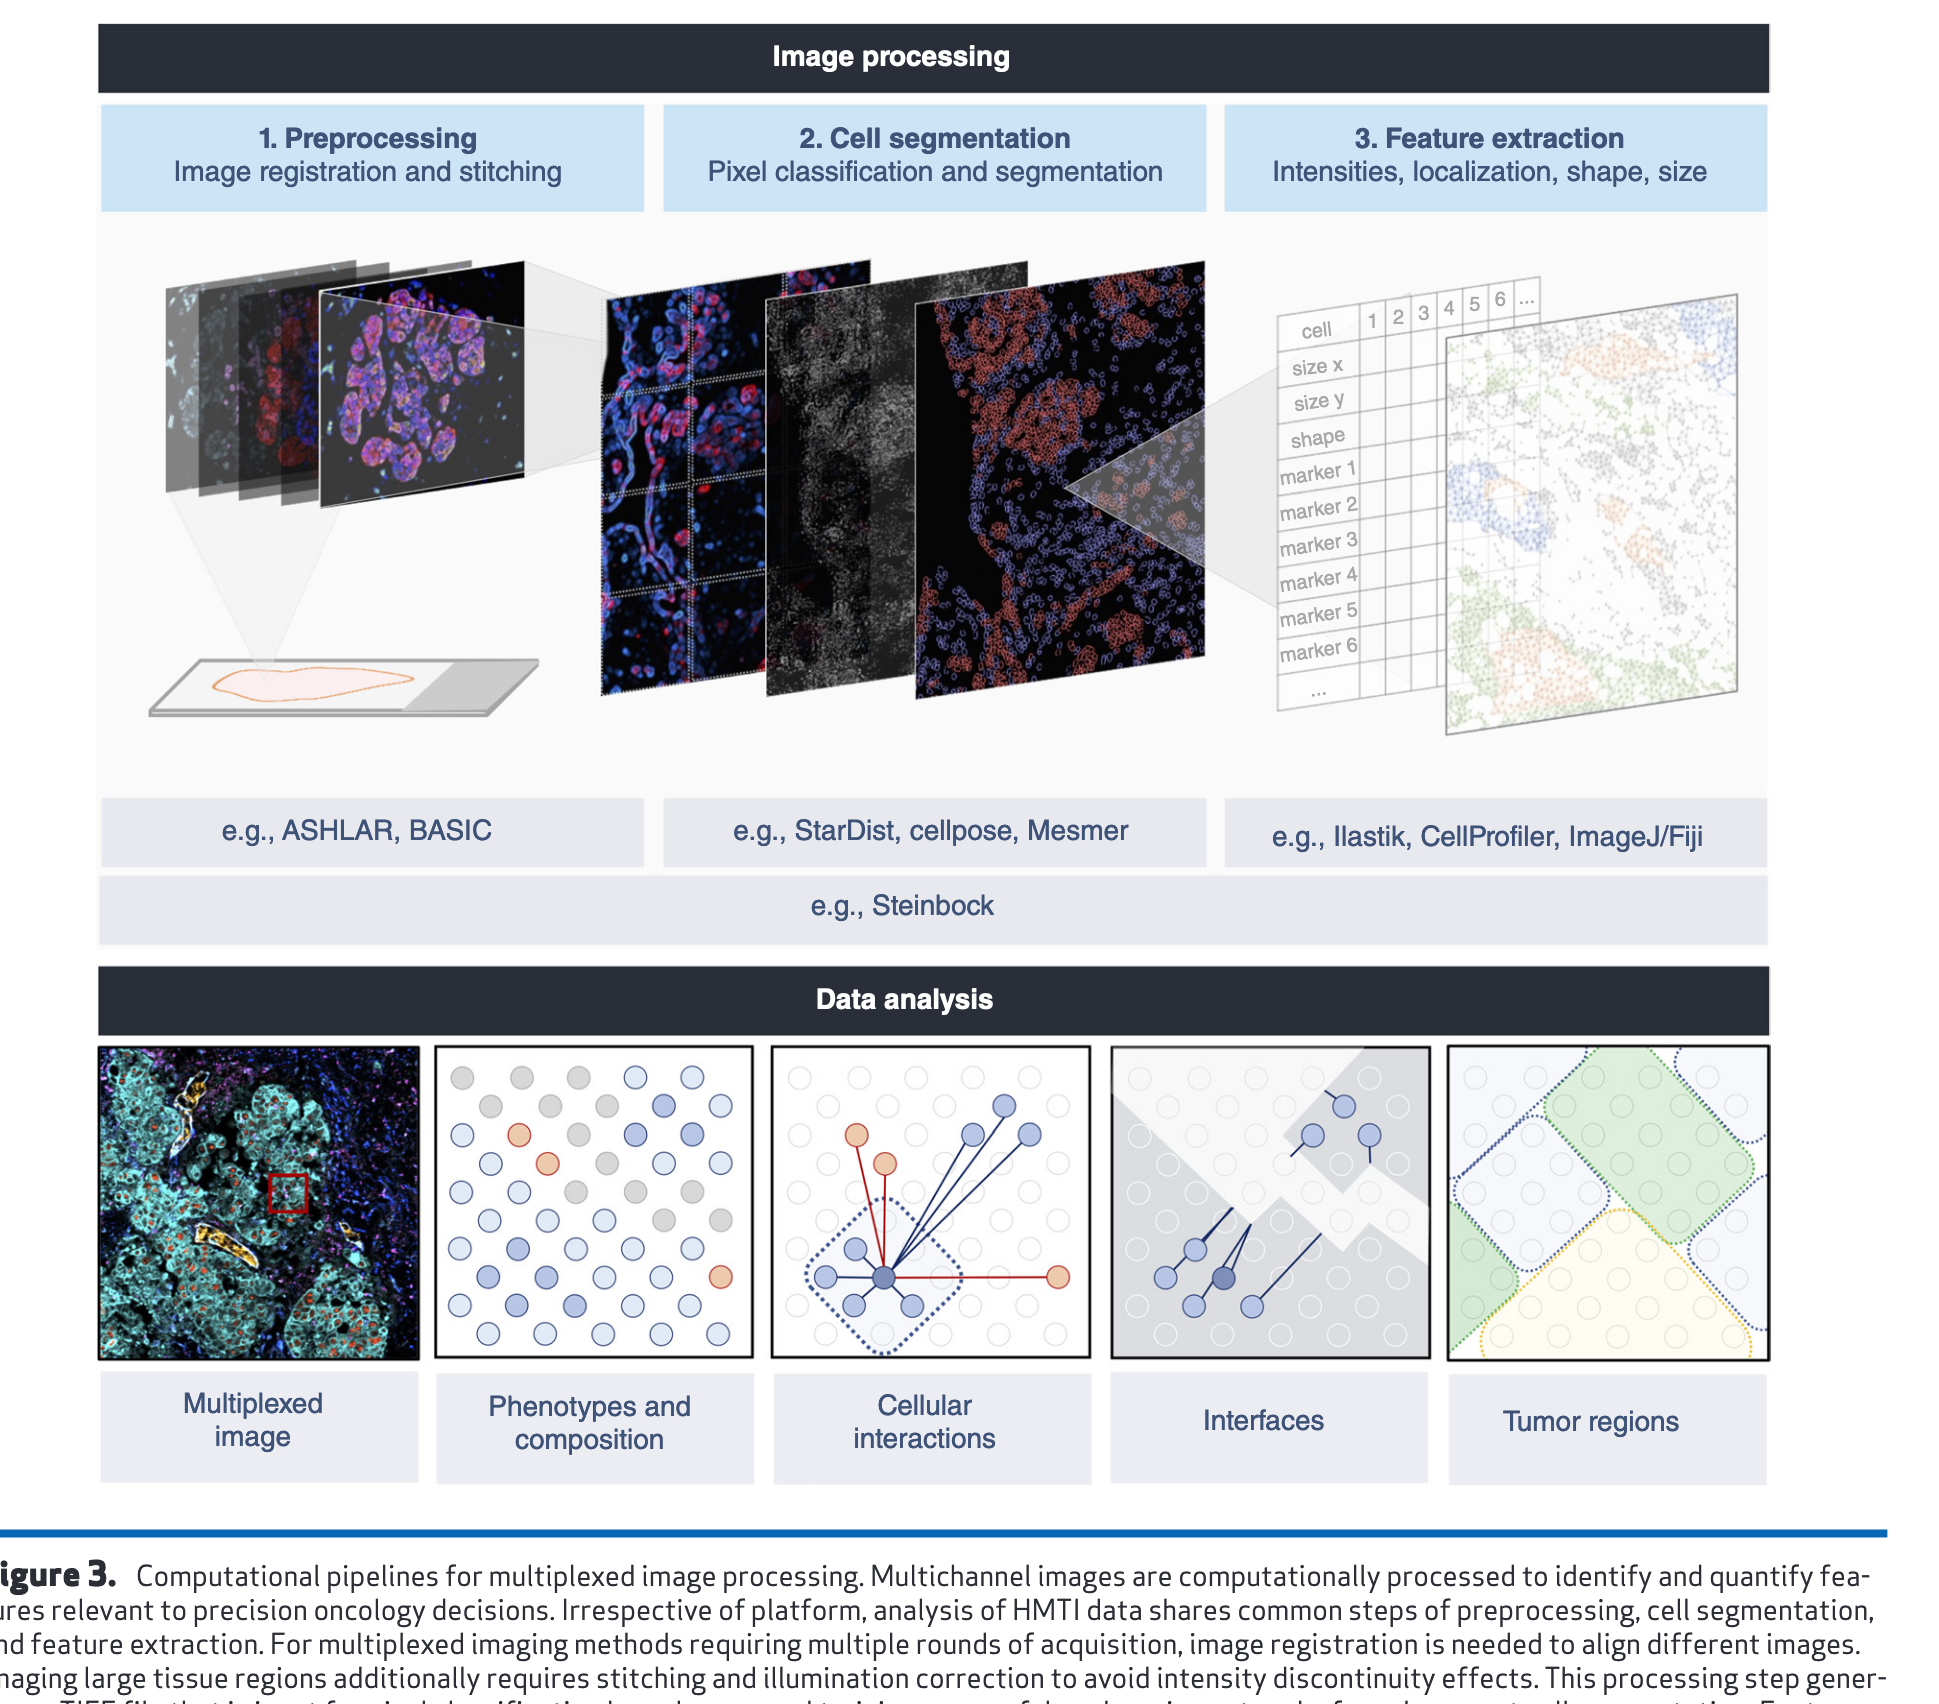 Image processing
1. Preprocessing
Image registration and stitching
2. Cell segmentation
Pixel classification and segmentation
3. Feature extraction
Intensities, localization, shape, size
cell 1 2 3 4 5 6 ...
size x
size y
shape
marker 1
marker 2
marker 3
marker 4
marker 5
marker 6
...
e.g., ASHLAR, BASIC
e.g., StarDist, cellpose, Mesmer
e.g., Ilastik, CellProfiler, ImageJ/Fiji
e.g., Steinbock
Data analysis
Multiplexed
image
Phenotypes and
composition
Cellular
interactions
Interfaces
Tumor regions
igure 3. Computational pipelines for multiplexed image processing. Multichannel images are computationally processed to identify and quantify fea-
ures relevant to precision oncology decisions. Irrespective of platform, analysis of HMTI data shares common steps of preprocessing, cell segmentation,
nd feature extraction. For multiplexed imaging methods requiring multiple rounds of acquisition, image registration is needed to align different images.
maging large tissue regions additionally requires stitching and illumination correction to avoid intensity discontinuity effects. This processing step gener-